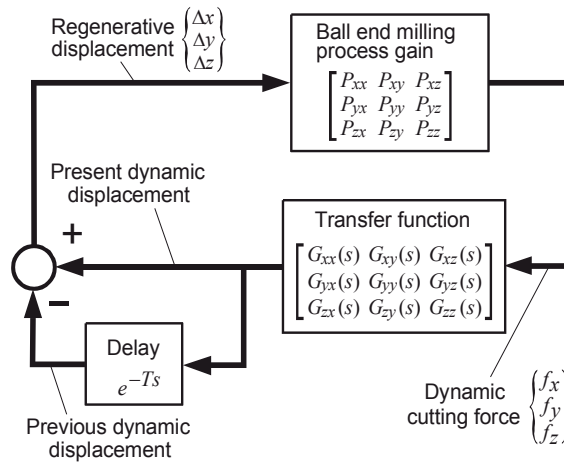 Regenerative
displacement {Δx
Δy
Δz}
Ball end milling
process gain
[Pxx Pxy Pxz
Pyx Pyy Pyz
Pzx Pzy Pzz]
Present dynamic
displacement
+
−
Transfer function
[Gxx(s) Gxy(s) Gxz(s)
Gyx(s) Gyy(s) Gyz(s)
Gzx(s) Gzy(s) Gzz(s)]
Delay
e−Ts
Previous dynamic
displacement
Dynamic
cutting force {fx
fy
fz}